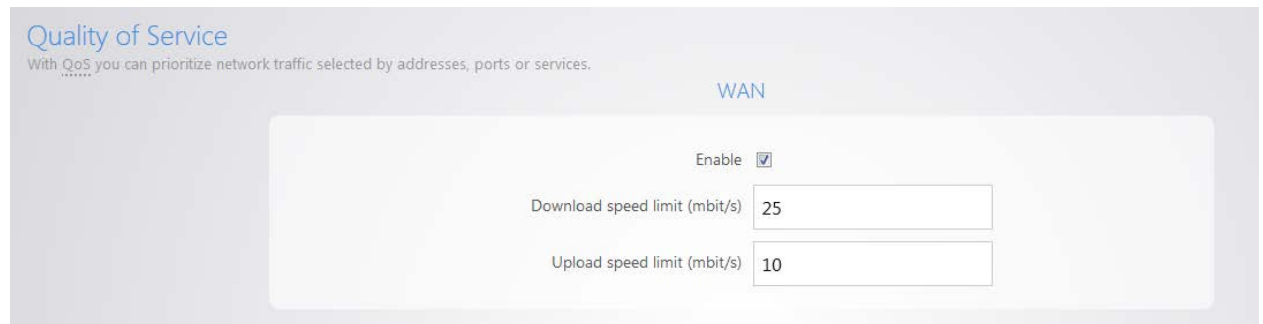 Quality of Service
With QoS you can prioritize network traffic selected by addresses, ports or services.
WAN
Enable
Download speed limit (mbit/s) 25
Upload speed limit (mbit/s) 10